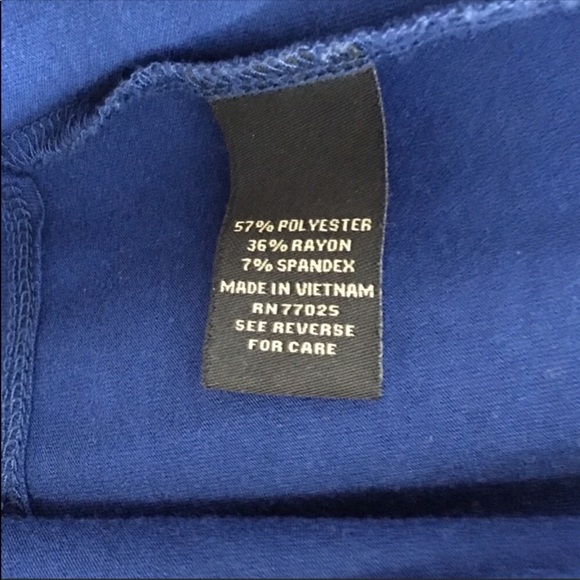 57% POLYESTER
36% RAYON
7% SPANDEX
MADE IN VIETNAM
RN 77025
SEE REVERSE
FOR CARE